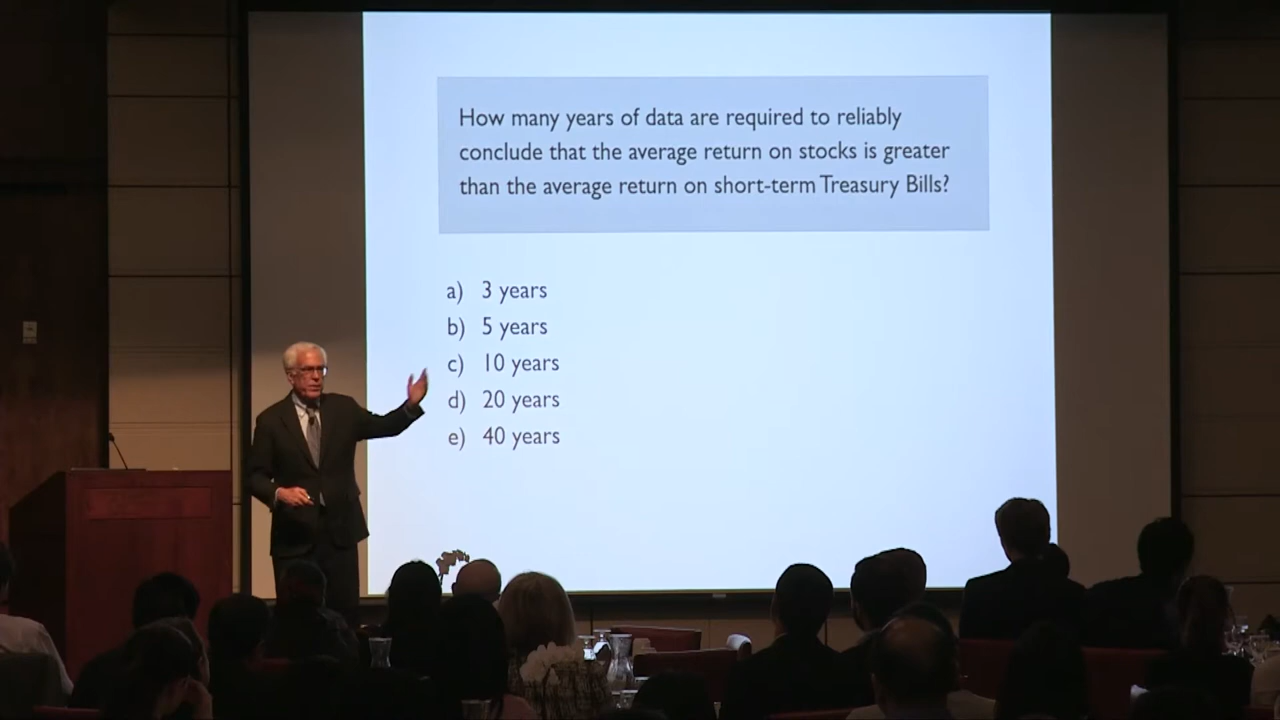 How many years of data are required to reliably
conclude that the average return on stocks is greater
than the average return on short-term Treasury Bills?
a) 3 years
b) 5 years
c) 10 years
d) 20 years
e) 40 years